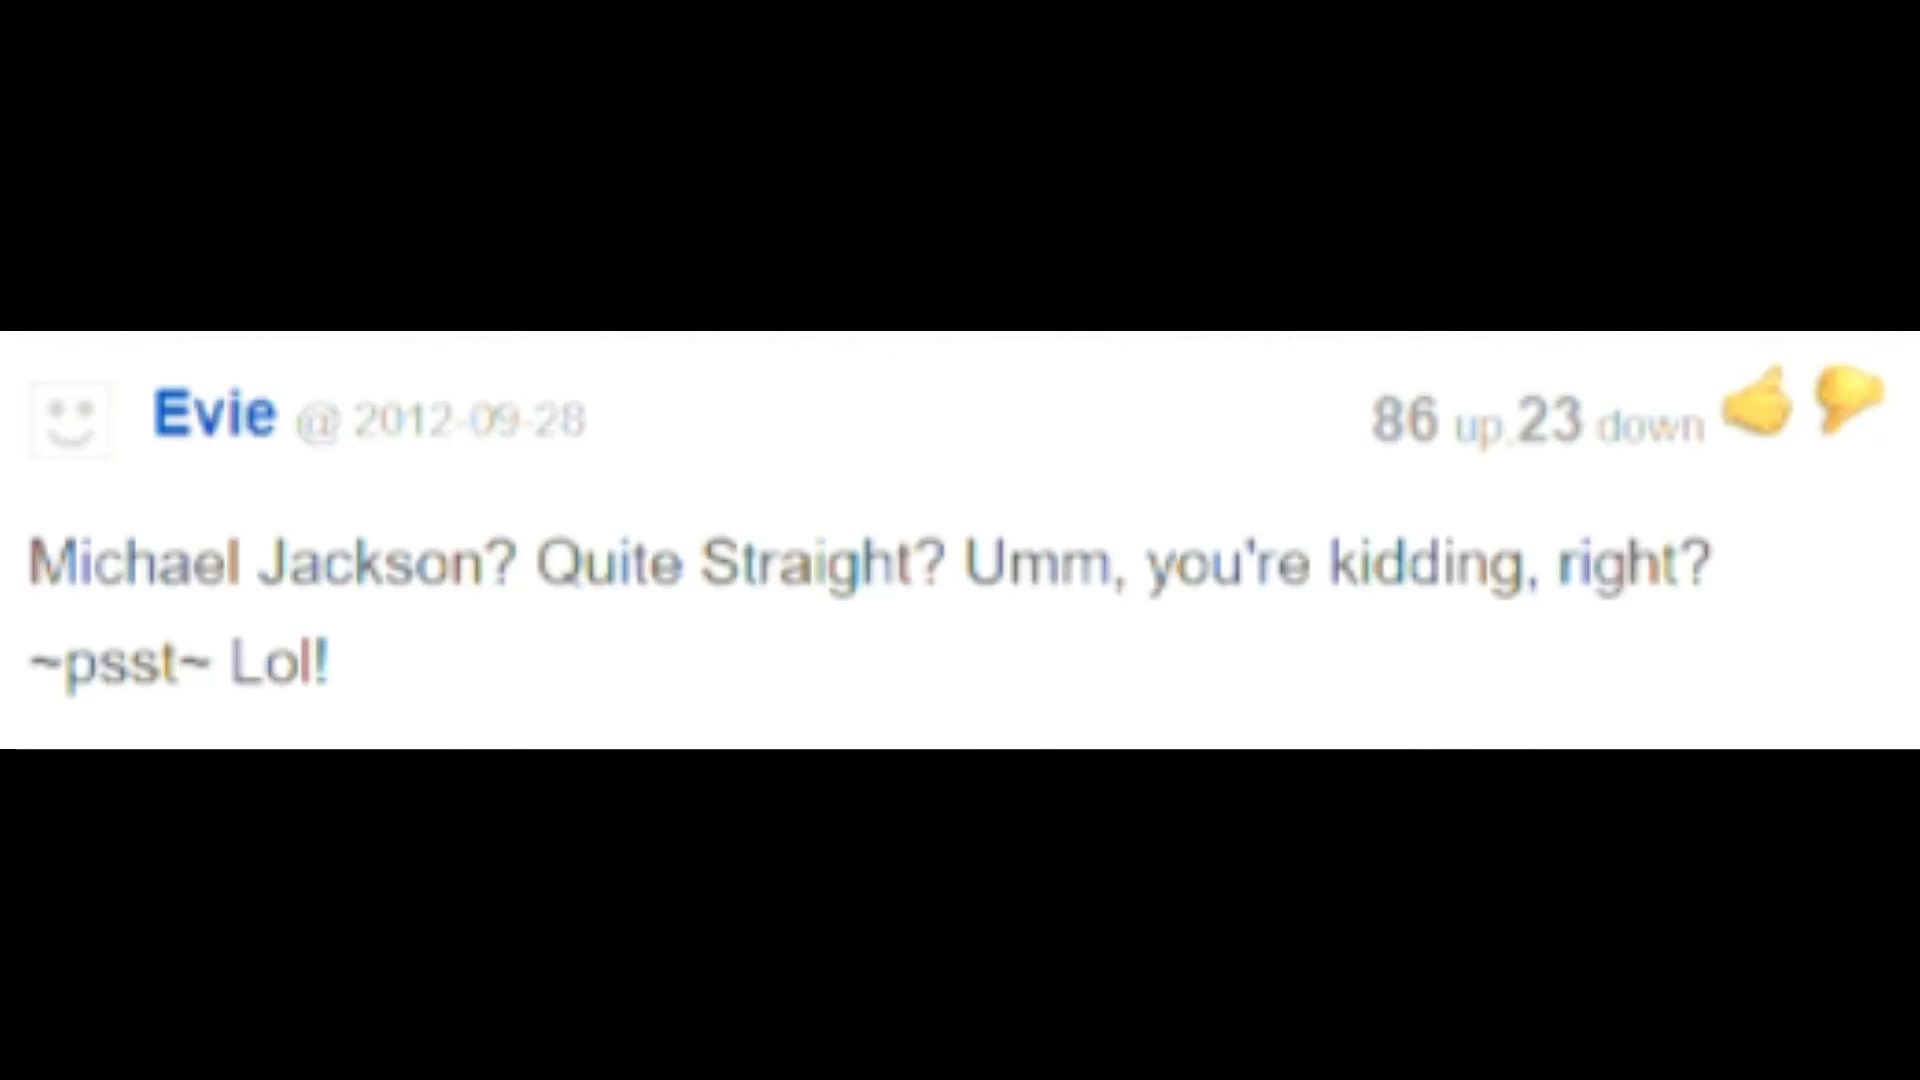 Evie @ 2012-09-28 86 up, 23 down
Michael Jackson? Quite Straight? Umm, you're kidding, right?
~psst~ Lol!